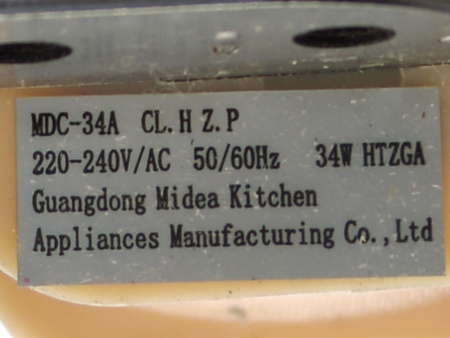 MDC-34A CL.H Z.P
220-240V/AC 50/60Hz 34W HTZGA
Guangdong Midea Kitchen
Appliances Manufacturing Co.,Ltd